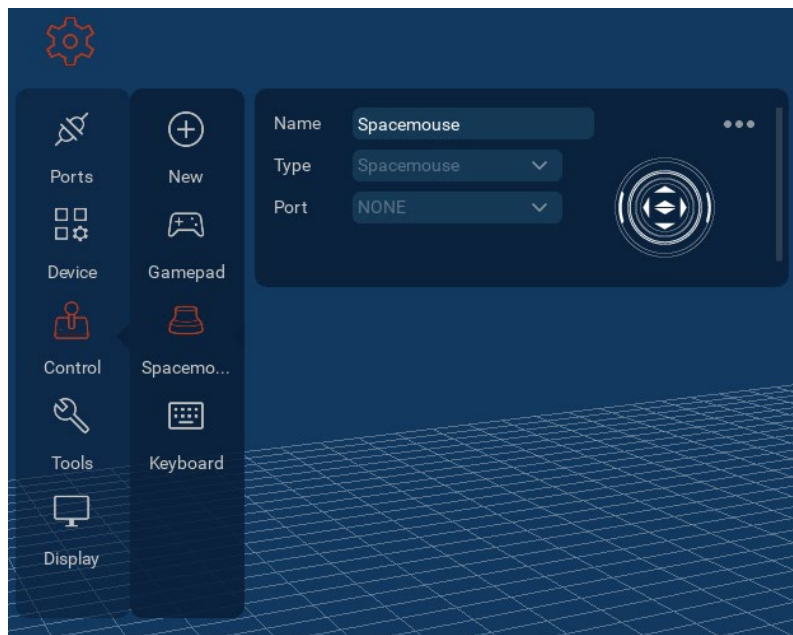 Ports
Device
Control
Tools
Display
New
Gamepad
Spacemo...
Keyboard
Name Spacemouse
Type Spacemouse
Port NONE